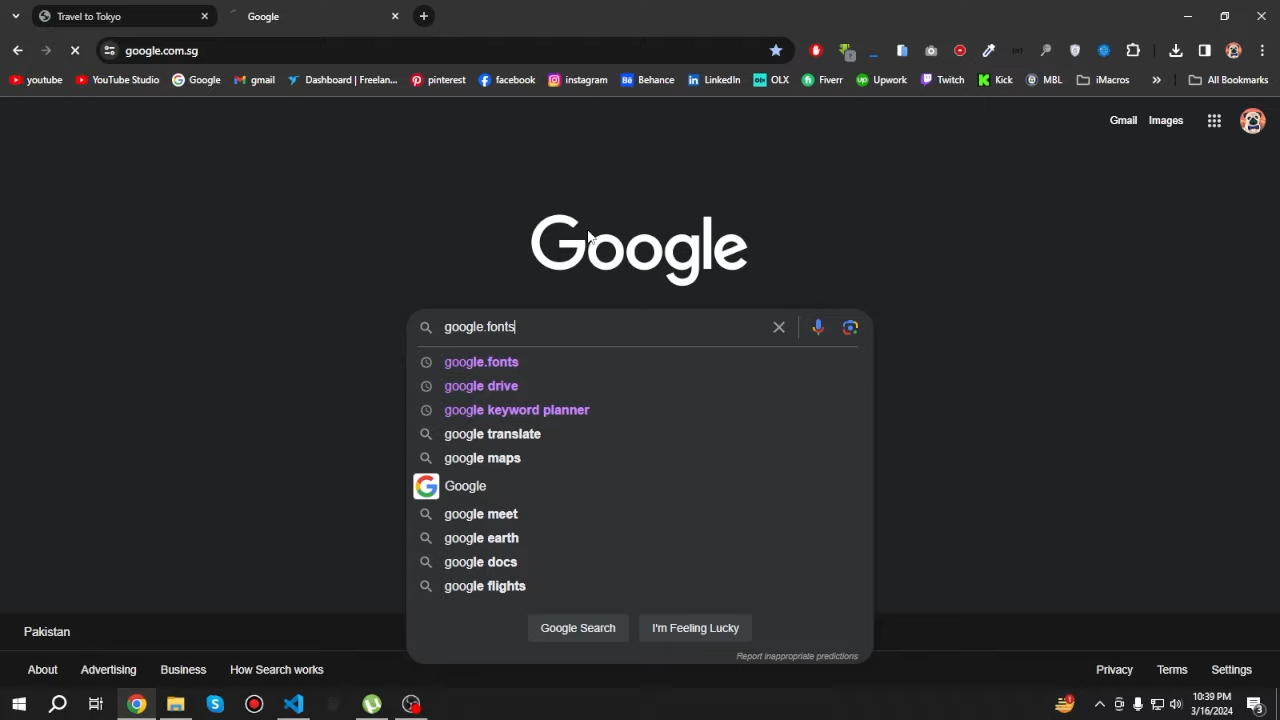 Travel to Tokyo
Google
google.com.sg
youtube
YouTube Studio
Google
gmail
Dashboard | Freelan...
pinterest
facebook
instagram
Behance
LinkedIn
OLX
Fiverr
Upwork
Twitch
Kick
MBL
iMacros
All Bookmarks
Gmail
Images
Google
google.fonts
google.fonts
google drive
google keyword planner
google translate
google maps
Google
google meet
google earth
google docs
google flights
Google Search
I'm Feeling Lucky
Report inappropriate predictions
Pakistan
About
Advertising
Business
How Search works
Privacy
Terms
Settings
10:39 PM
3/16/2024